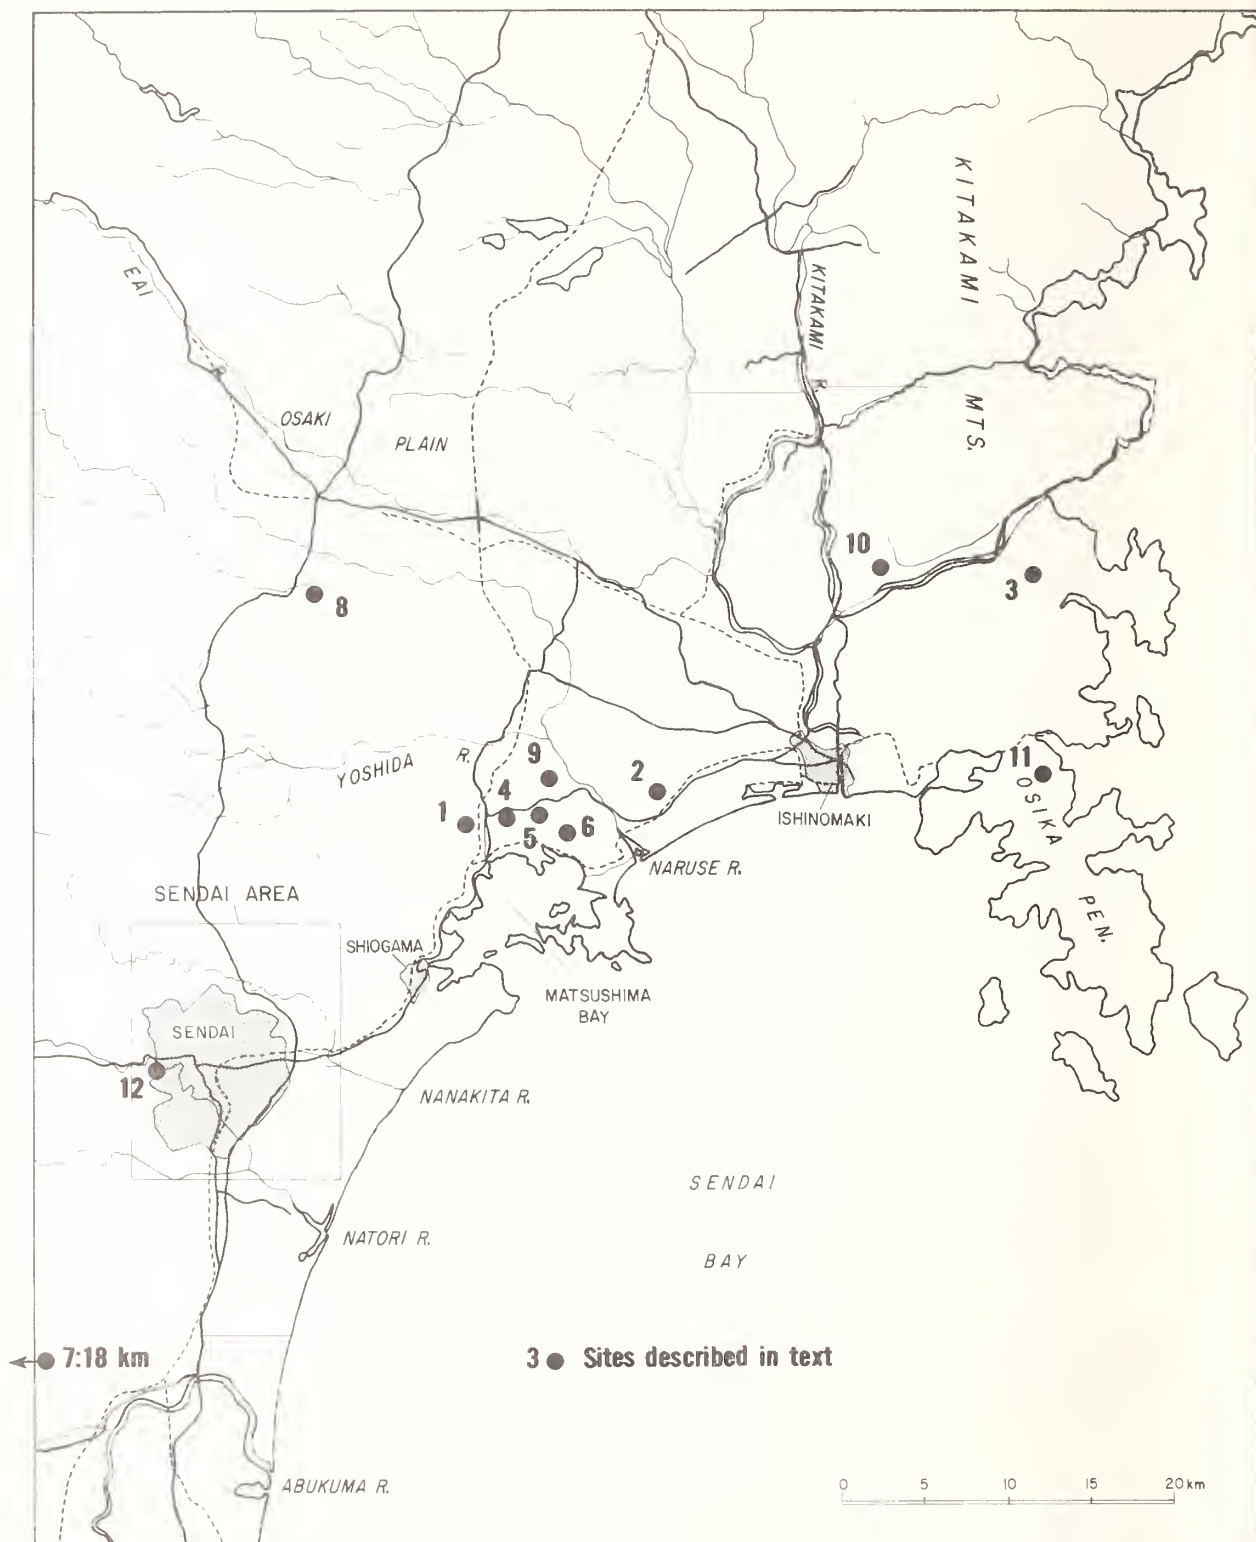 KITAKAMI
EAI
KITAKAMI
R.
MTS.
OSAKI
PLAIN
10
3
8
YOSHIDA
R.
9
2
11
4
1
5
6
OSIKA
ISHINOMAKI
NARUSE R.
SENDAI AREA
PEN.
SHIOGAMA
MATSUSHIMA
BAY
SENDAI
12
NANAKITA R.
SENDAI
NATORI R.
BAY
7:18 km
3 Sites described in text
ABUKUMA R.
0 5 10 15 20 km